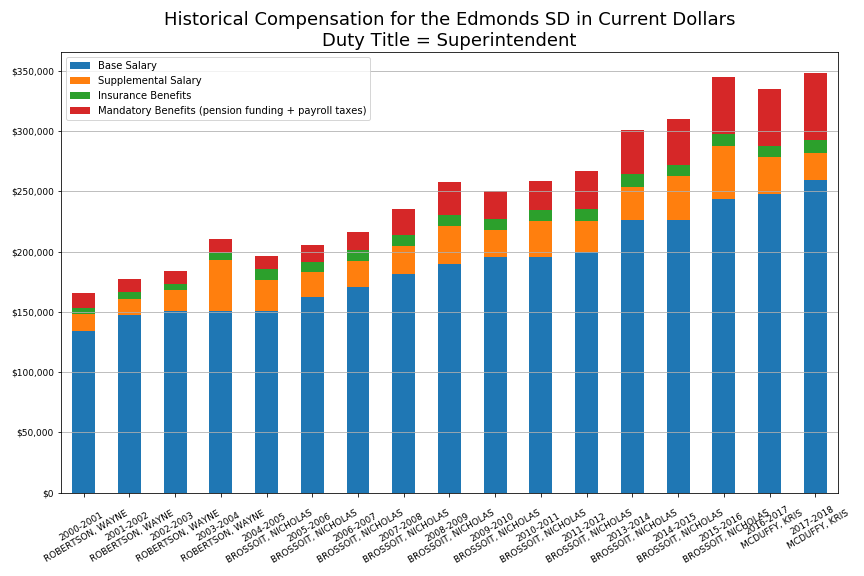 Historical Compensation for the Edmonds SD in Current Dollars
Duty Title = Superintendent
Base Salary
Supplemental Salary
Insurance Benefits
Mandatory Benefits (pension funding + payroll taxes)
$350,000
$300,000
$250,000
$200,000
$150,000
$100,000
$50,000
$0
2000-2001
ROBERTSON, WAYNE
2001-2002
ROBERTSON, WAYNE
2002-2003
ROBERTSON, WAYNE
2003-2004
ROBERTSON, WAYNE
2004-2005
BROSSOIT, NICHOLAS
2005-2006
BROSSOIT, NICHOLAS
2006-2007
BROSSOIT, NICHOLAS
2007-2008
BROSSOIT, NICHOLAS
2008-2009
BROSSOIT, NICHOLAS
2009-2010
BROSSOIT, NICHOLAS
2010-2011
BROSSOIT, NICHOLAS
2011-2012
BROSSOIT, NICHOLAS
2013-2014
BROSSOIT, NICHOLAS
2014-2015
BROSSOIT, NICHOLAS
2015-2016
BROSSOIT, NICHOLAS
2016-2017
MCDUFFY, KRIS
2017-2018
MCDUFFY, KRIS